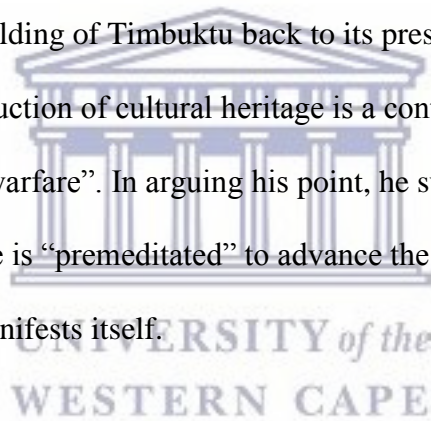 lding of Timbuktu back to its pres
uction of cultural heritage is a con
warfare”. In arguing his point, he s
e is “premeditated” to advance the
nifests itself.
UNIVERSITY of the
WESTERN CAPE